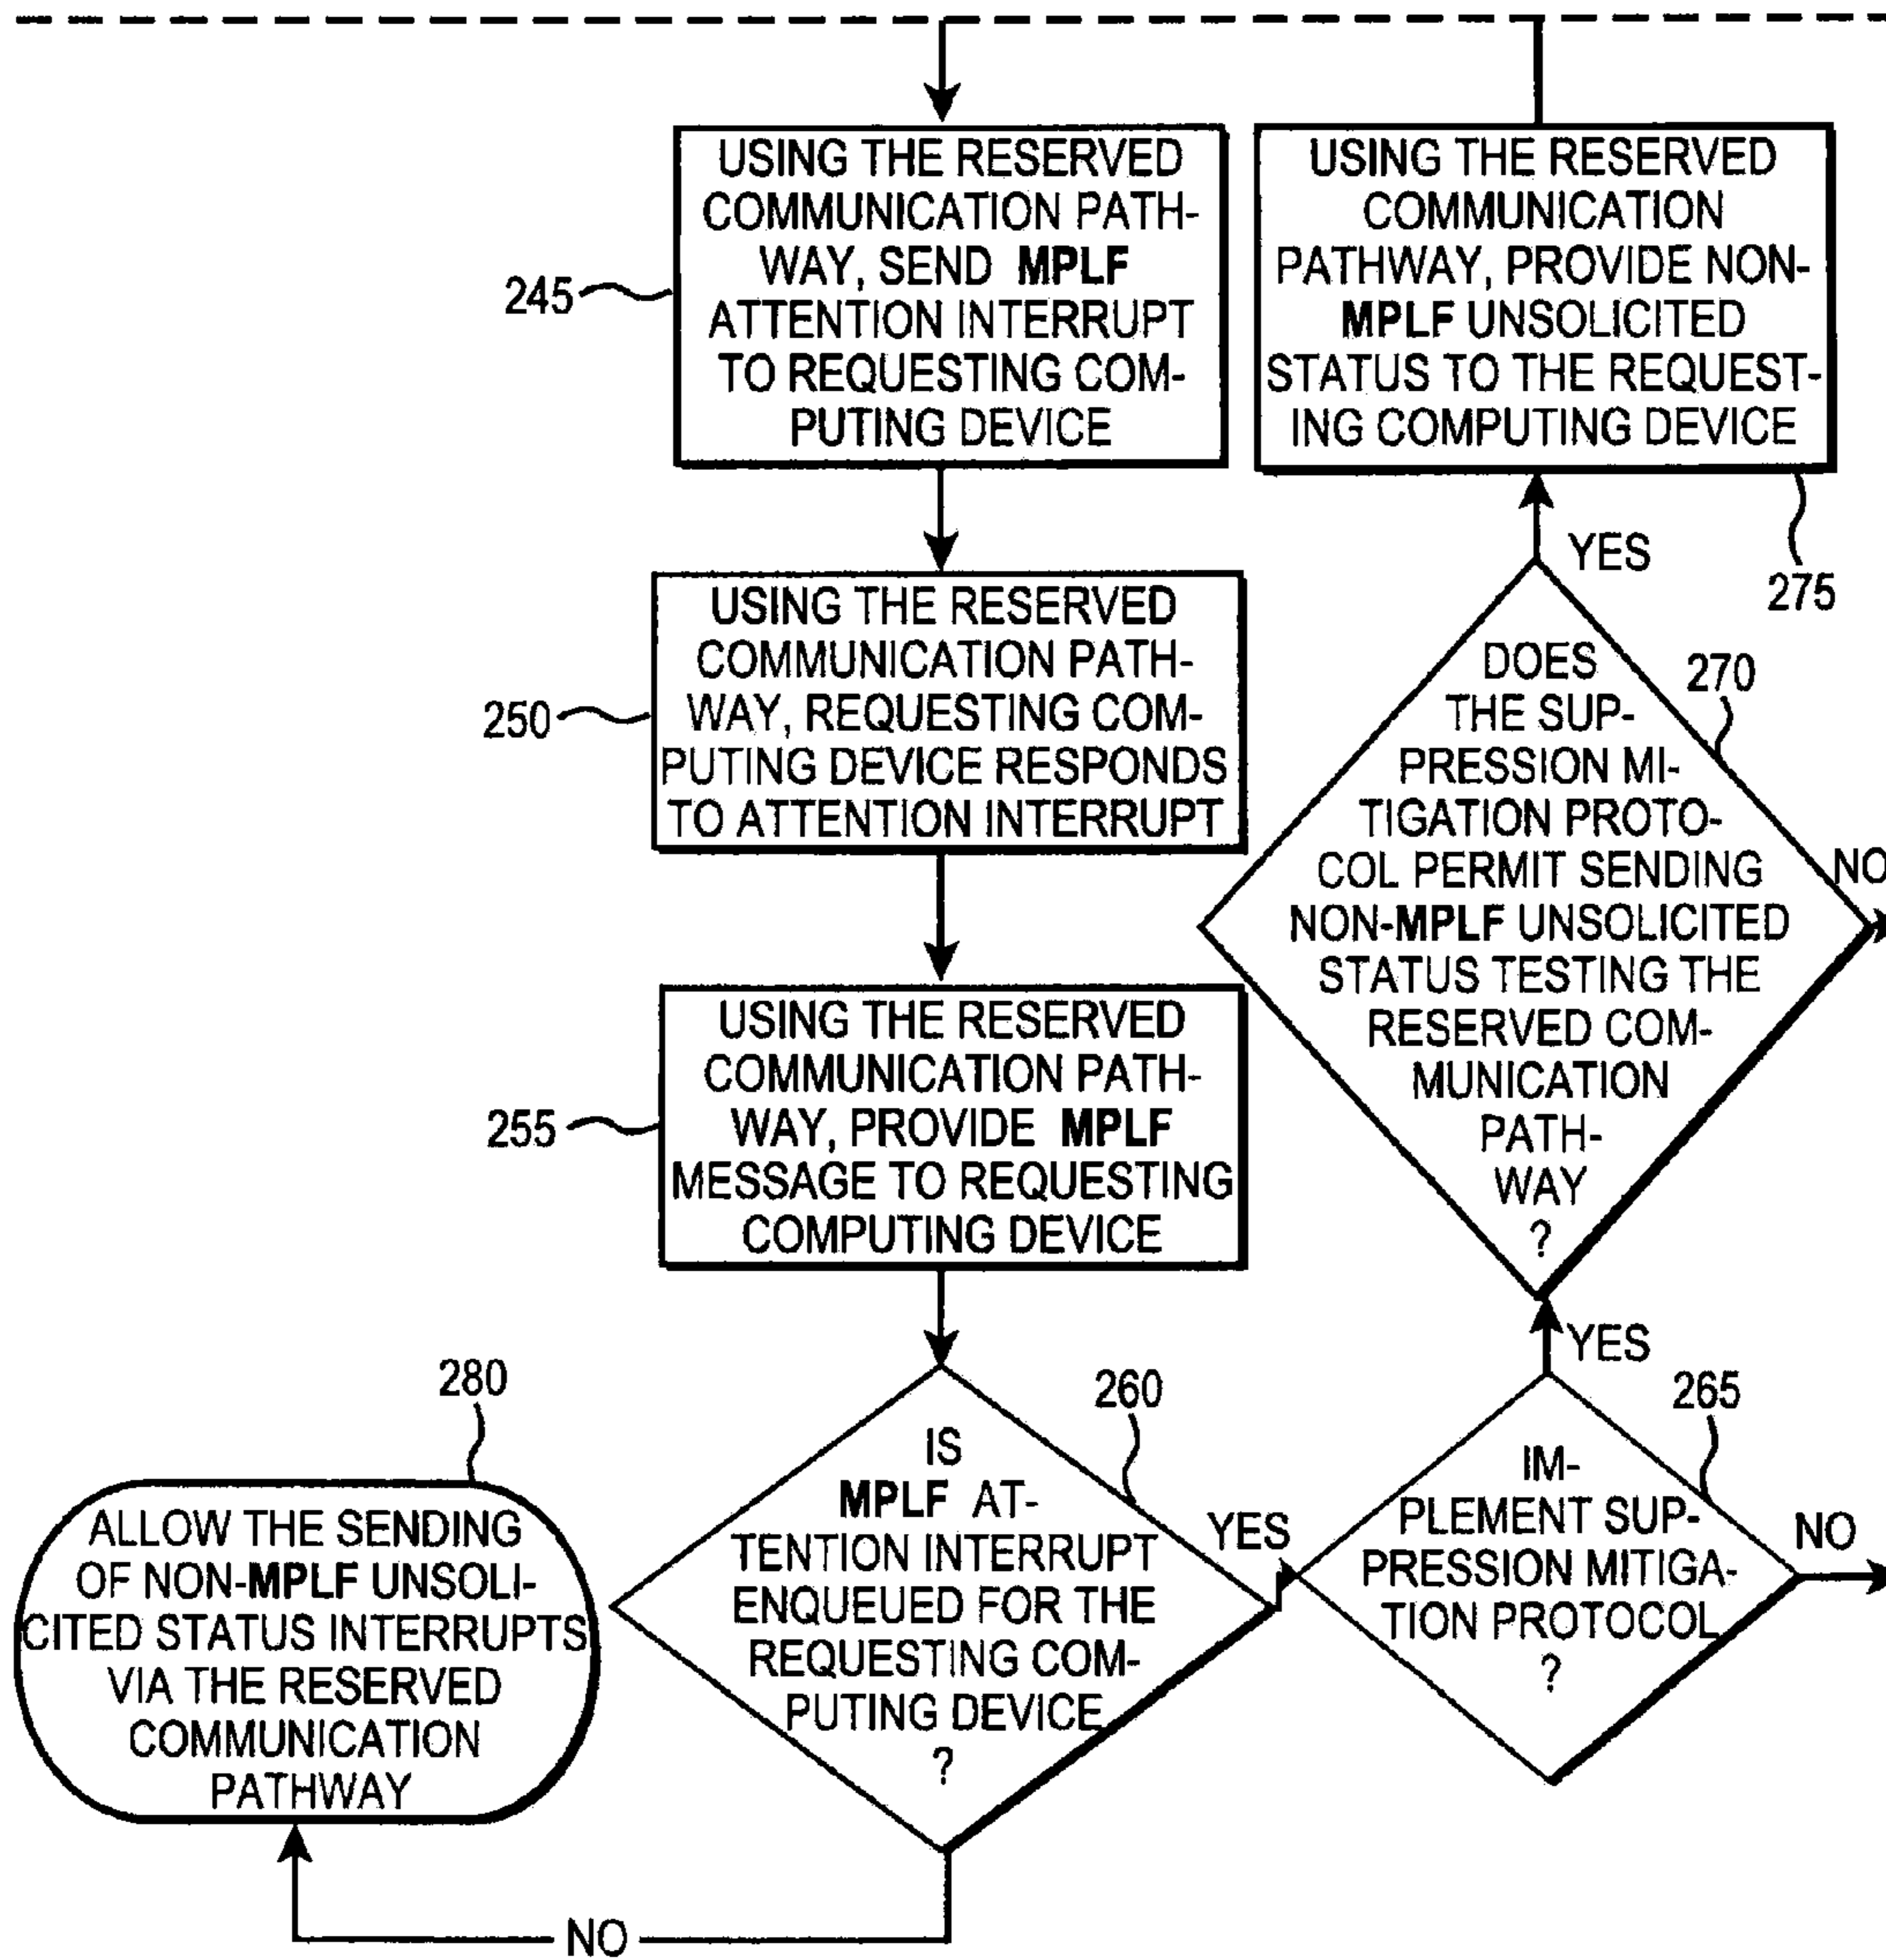 245
USING THE RESERVED
COMMUNICATION PATH-
WAY, SEND MPLF
ATTENTION INTERRUPT
TO REQUESTING COM-
PUTING DEVICE
250
USING THE RESERVED
COMMUNICATION PATH-
WAY, REQUESTING COM-
PUTING DEVICE RESPONDS
TO ATTENTION INTERRUPT
255
USING THE RESERVED
COMMUNICATION PATH-
WAY, PROVIDE MPLF
MESSAGE TO REQUESTING
COMPUTING DEVICE
260
IS
MPLF AT-
TENTION INTERRUPT
ENQUEUED FOR THE
REQUESTING COM-
PUTING DEVICE
?
NO
280
ALLOW THE SENDING
OF NON-MPLF UNSOLI-
CITED STATUS INTERRUPTS
VIA THE RESERVED
COMMUNICATION
PATHWAY
YES
265
IM-
PLEMENT SUP-
PRESSION MITIGA-
TION PROTOCOL
?
NO
YES
270
DOES
THE SUP-
PRESSION MI-
TIGATION PROTO-
COL PERMIT SENDING
NON-MPLF UNSOLICITED
STATUS TESTING THE
RESERVED COM-
MUNICATION
PATH-
WAY
?
NO
YES
275
USING THE RESERVED
COMMUNICATION
PATHWAY, PROVIDE NON-
MPLF UNSOLICITED
STATUS TO THE REQUEST-
ING COMPUTING DEVICE